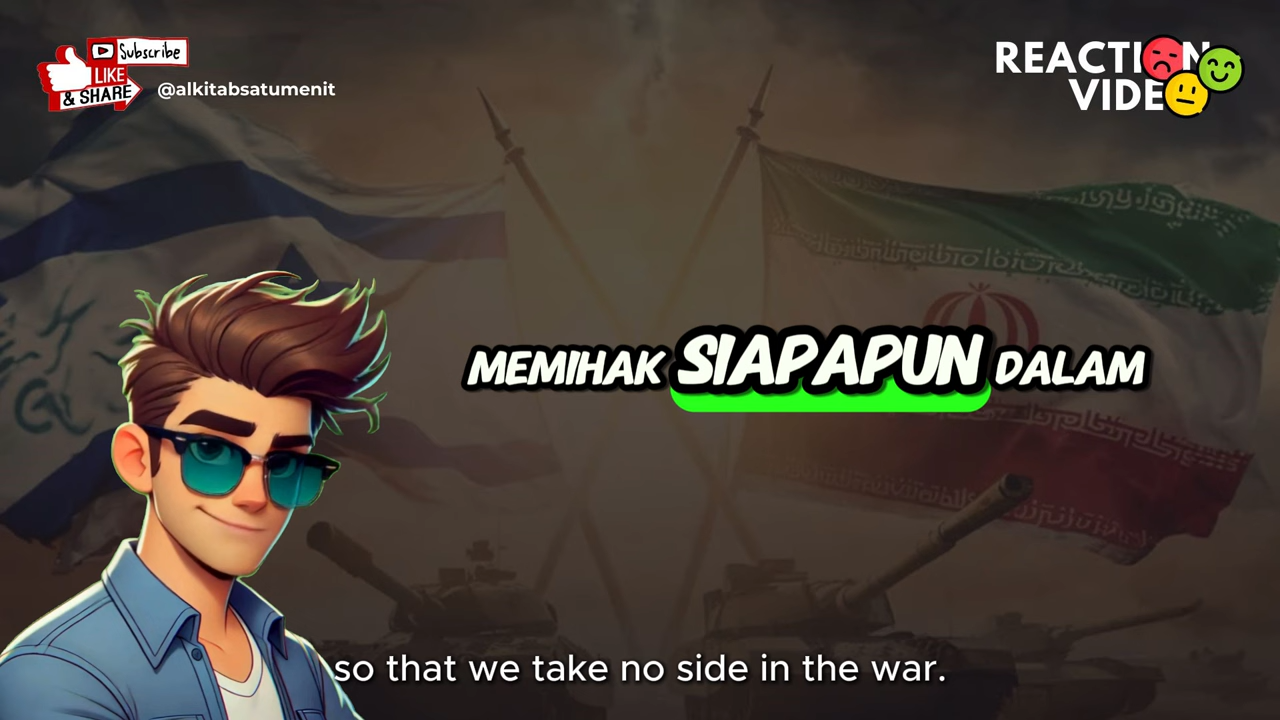 Subscribe
LIKE
& SHARE
@alkitabsatumenit
REACTION
VIDEO
MEMIHAK SIAPAPUN DALAM
so that we take no side in the war.